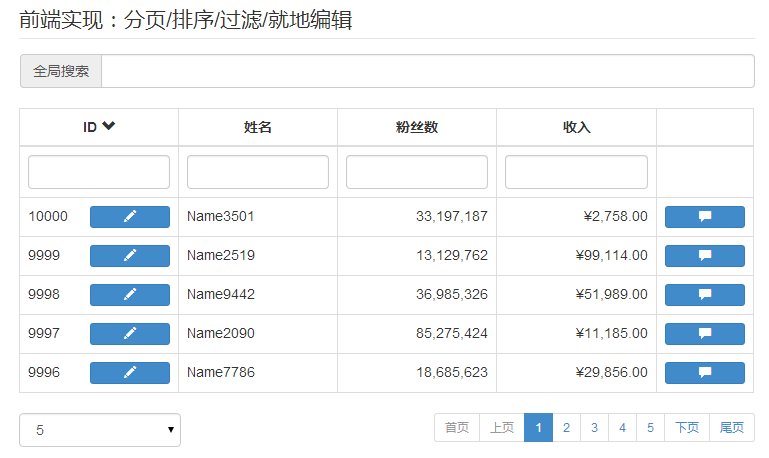 前端实现：分页/排序/过滤/就地编辑
全局搜索
ID 姓名 粉丝数 收入
10000 Name3501 33,197,187 ¥2,758.00
9999 Name2519 13,129,762 ¥99,114.00
9998 Name9442 36,985,326 ¥51,989.00
9997 Name2090 85,275,424 ¥11,185.00
9996 Name7786 18,685,623 ¥29,856.00
5 首页 上页 1 2 3 4 5 下页 尾页